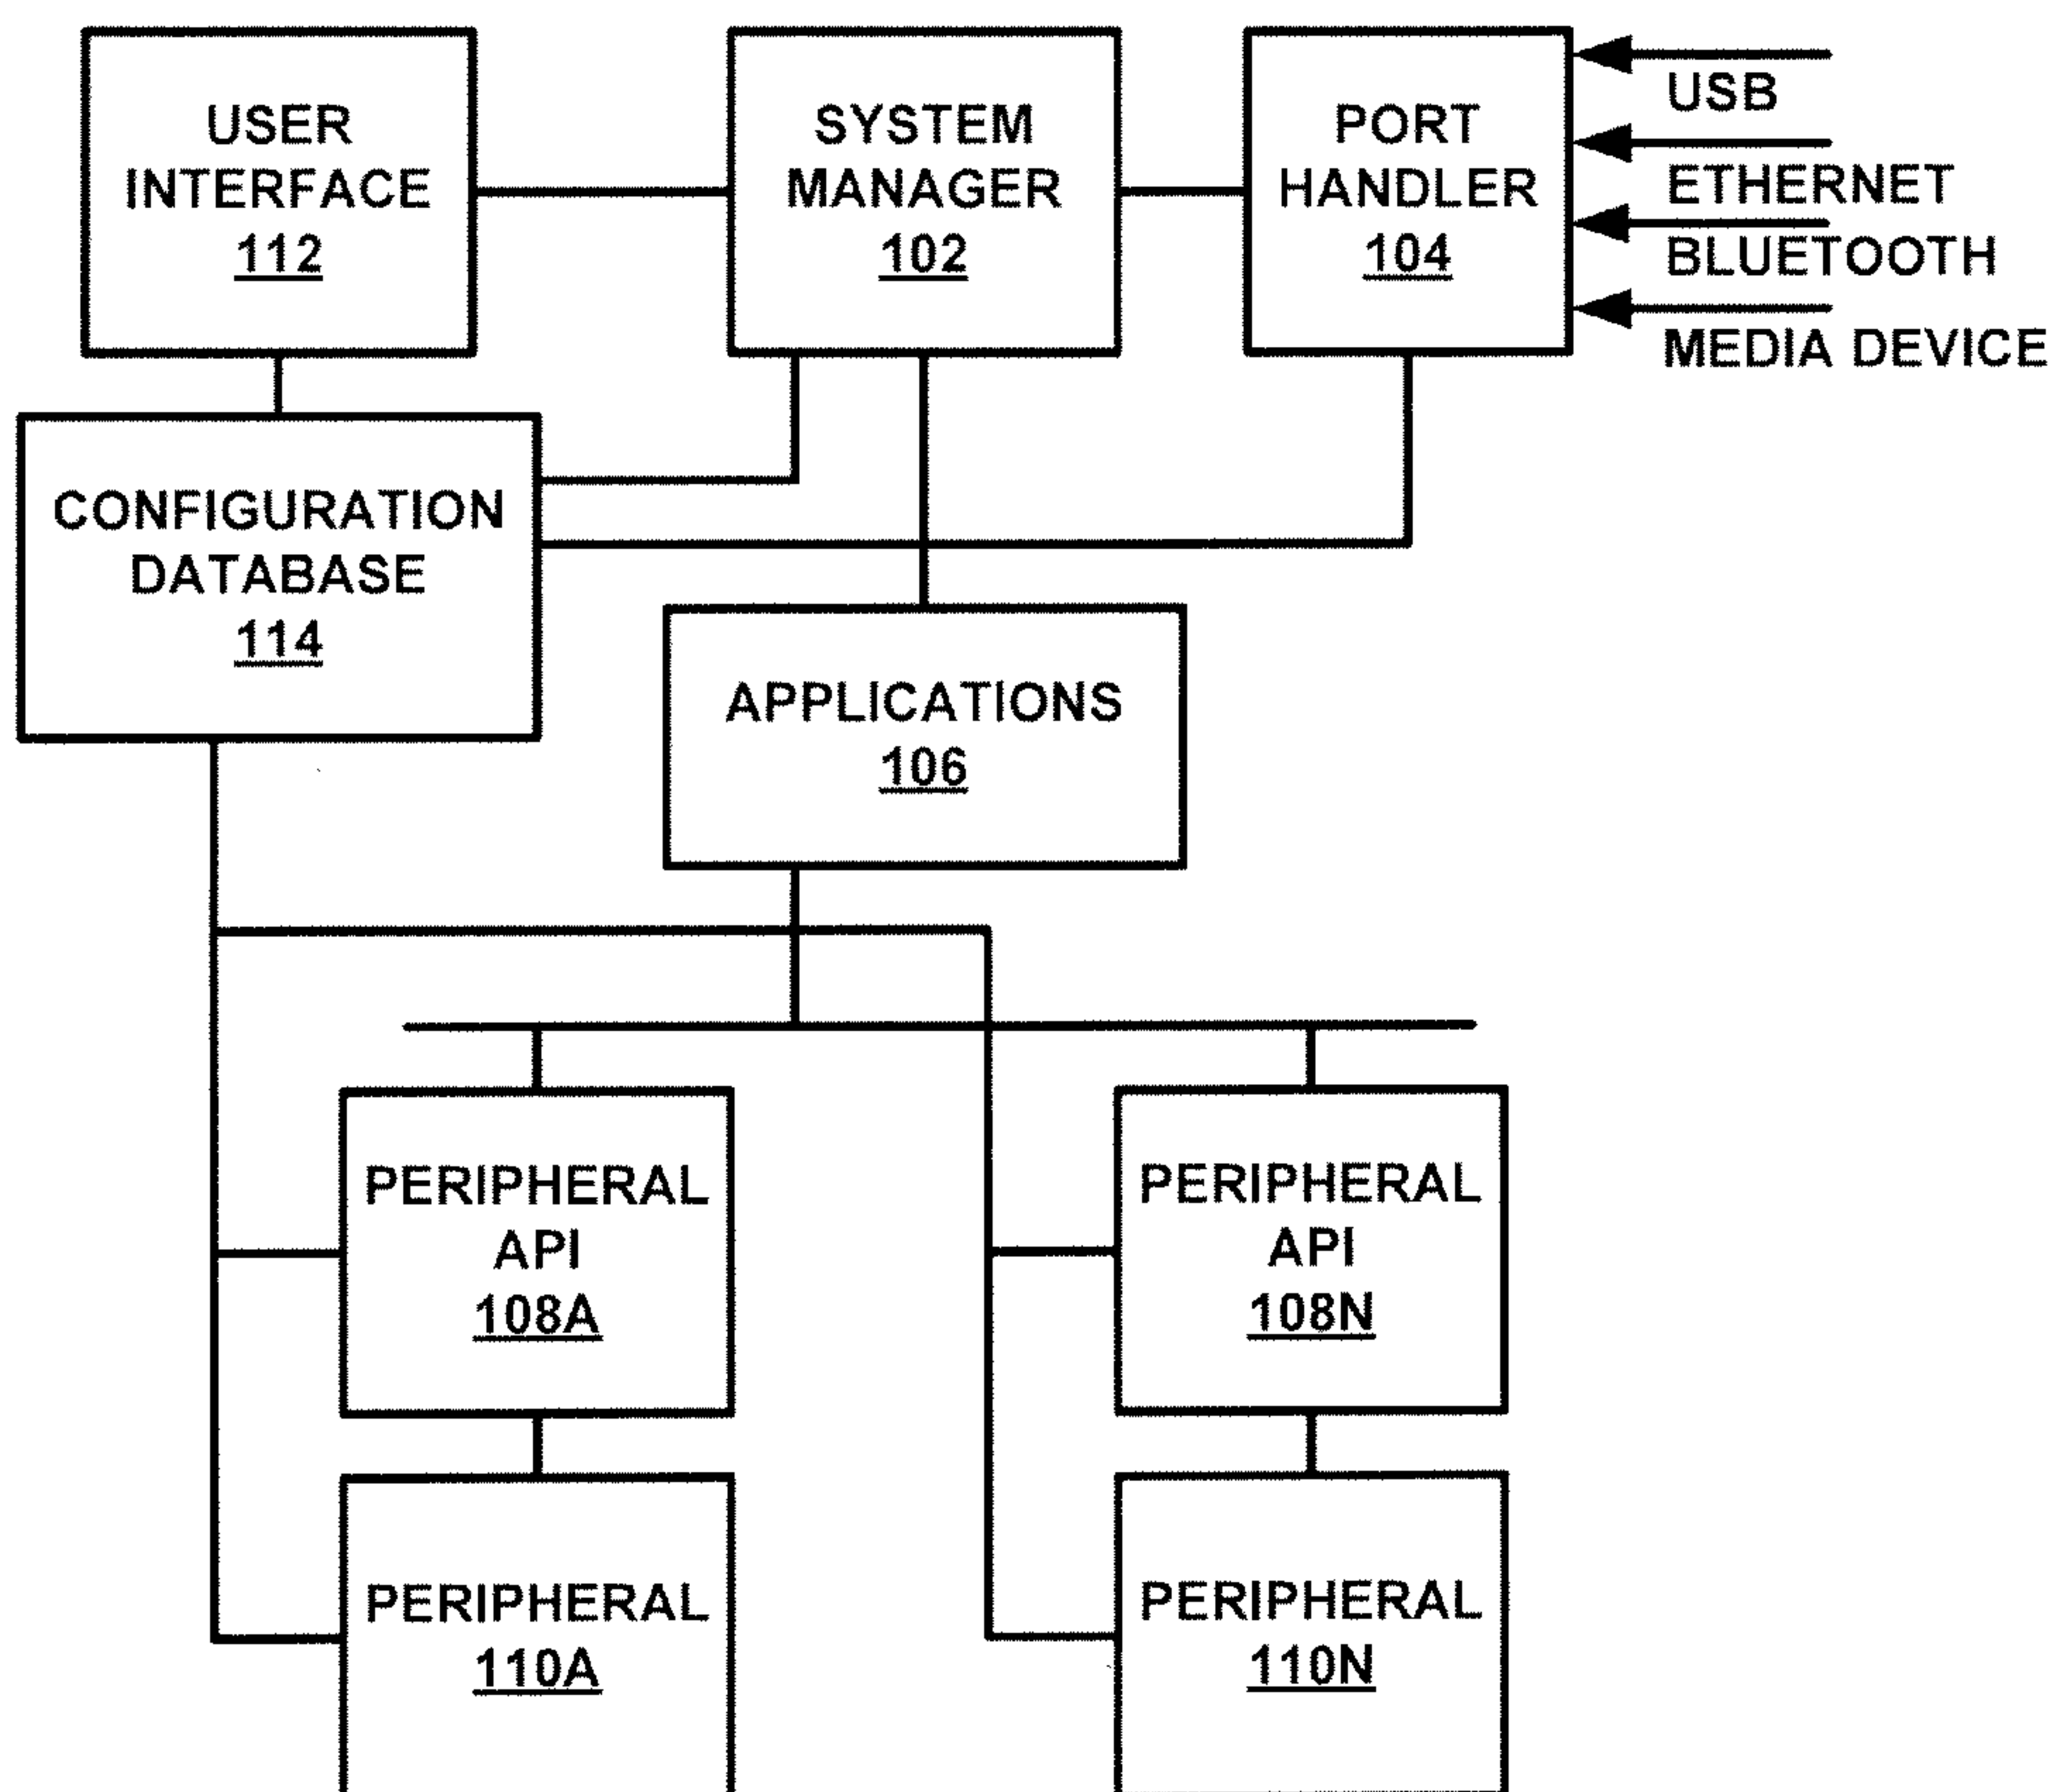 USER
INTERFACE
112
SYSTEM
MANAGER
102
PORT
HANDLER
104
USB
ETHERNET
BLUETOOTH
MEDIA DEVICE
CONFIGURATION
DATABASE
114
APPLICATIONS
106
PERIPHERAL
API
108A
PERIPHERAL
API
108N
PERIPHERAL
110A
PERIPHERAL
110N